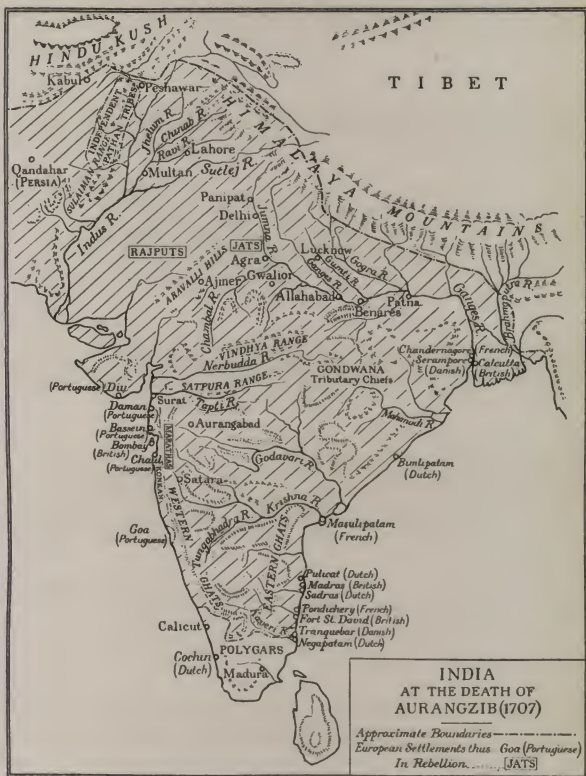 HINDU KUSH
Kabul
Peshawar
TIBET
INDEPENDENT
PATHAN TRIBES
SULAIMAN RANGE
Jhelum R.
Chinab R.
Ravi R.
Lahore
Multan
Sutlej R.
HIMALAYA MOUNTAINS
Qandahar
(PERSIA)
Indus R.
Panipat
Delhi
Jumna R.
RAJPUTS
JATS
Agra
ARAVALLI HILLS
Ajmer
Gwalior
Chambal R.
Lucknow
Gumti R.
Gogra R.
Ganges R.
Allahabad
Benares
Patna
Ganges R.
VINDHYA RANGE
Nerbudda R.
SATPURA RANGE
GONDWANA
Tributary Chiefs
Chandernagore (French)
Serampore
(Danish)
Calcutta
(British)
(Portuguese) Diu
Surat
Tapti R.
Daman
(Portuguese)
Bassein
(Portuguese)
Bombay
(British)
Chaul
(Portuguese)
MARATHAS
KONKAN
Aurangabad
Mahanudi R.
Godavari R.
Bimlipatam
(Dutch)
Satara
Krishna R.
WESTERN GHATS
Tungabhadra R.
EASTERN GHATS
Masulipatam
(French)
Goa
(Portuguese)
Pulicat (Dutch)
Madras (British)
Sadras (Dutch)
Pondichery (French)
Fort St. David (British)
Tranquebar (Danish)
Negapatam (Dutch)
Calicut
Kaveri R.
POLYGARS
Cochin
(Dutch)
Madura
INDIA
AT THE DEATH OF
AURANGZIB (1707)
Approximate Boundaries
European Settlements thus Goa (Portuguese)
In Rebellion JATS